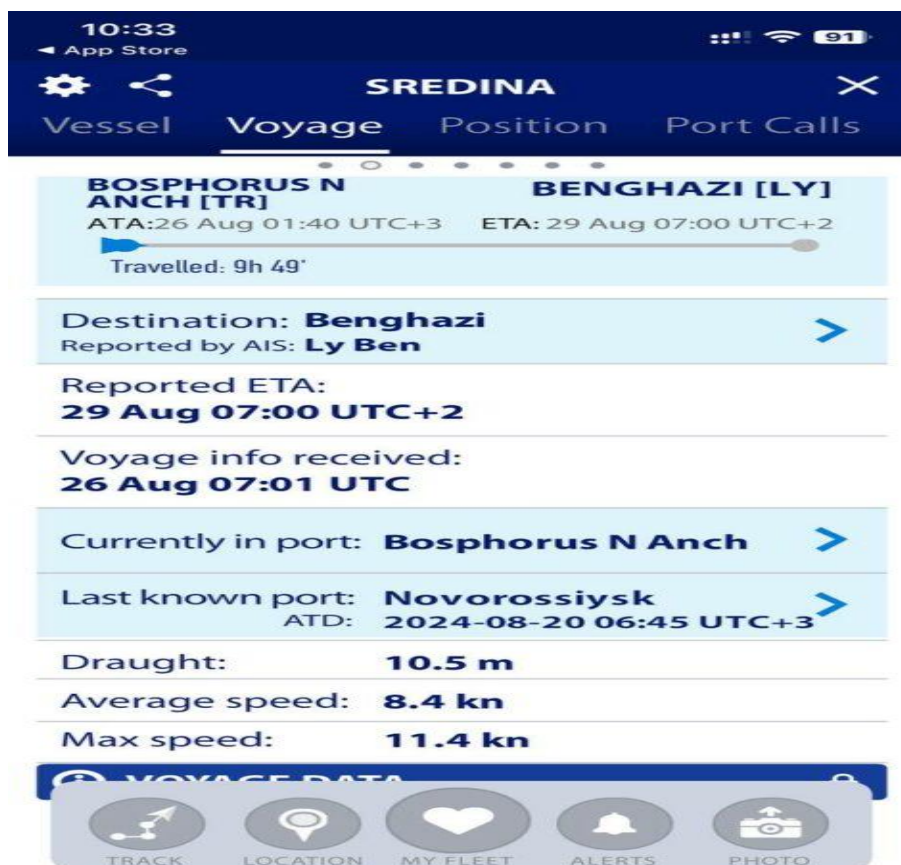 10:33
91
◄ App Store
SREDINA
Vessel Voyage Position Port Calls
BOSPHORUS N
ANCH [TR]
BENGHAZI [LY]
ATA:26 Aug 01:40 UTC+3 ETA: 29 Aug 07:00 UTC+2
Travelled: 9h 49'
Destination: Benghazi
Reported by AIS: Ly Ben
Reported ETA:
29 Aug 07:00 UTC+2
Voyage info received:
26 Aug 07:01 UTC
Currently in port: Bosphorus N Anch
Last known port: Novorossiysk
ATD: 2024-08-20 06:45 UTC+3
Draught: 10.5 m
Average speed: 8.4 kn
Max speed: 11.4 kn
VOYAGE DATA
TRACK LOCATION MY FLEET ALERTS PHOTO